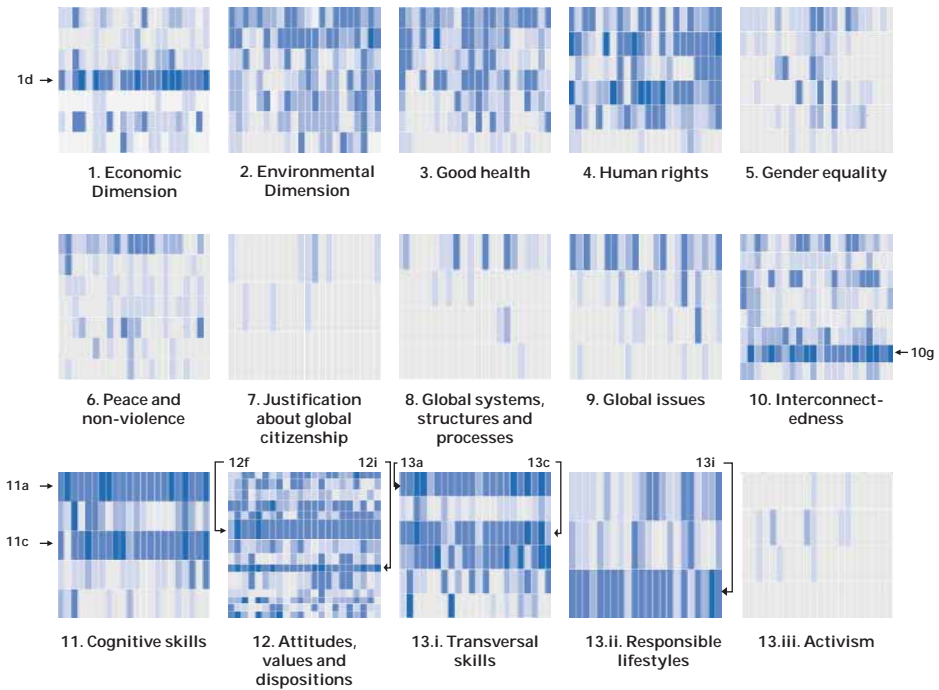 1d
1. Economic
Dimension
2. Environmental
Dimension
3. Good health
4. Human rights
5. Gender equality
10g
6. Peace and
non-violence
7. Justification
about global
citizenship
8. Global systems,
structures and
processes
9. Global issues
10. Interconnect-
edness
12f
12i
13a
13c
13i
11a
11c
11. Cognitive skills
12. Attitudes,
values and
dispositions
13.i. Transversal
skills
13.ii. Responsible
lifestyles
13.iii. Activism